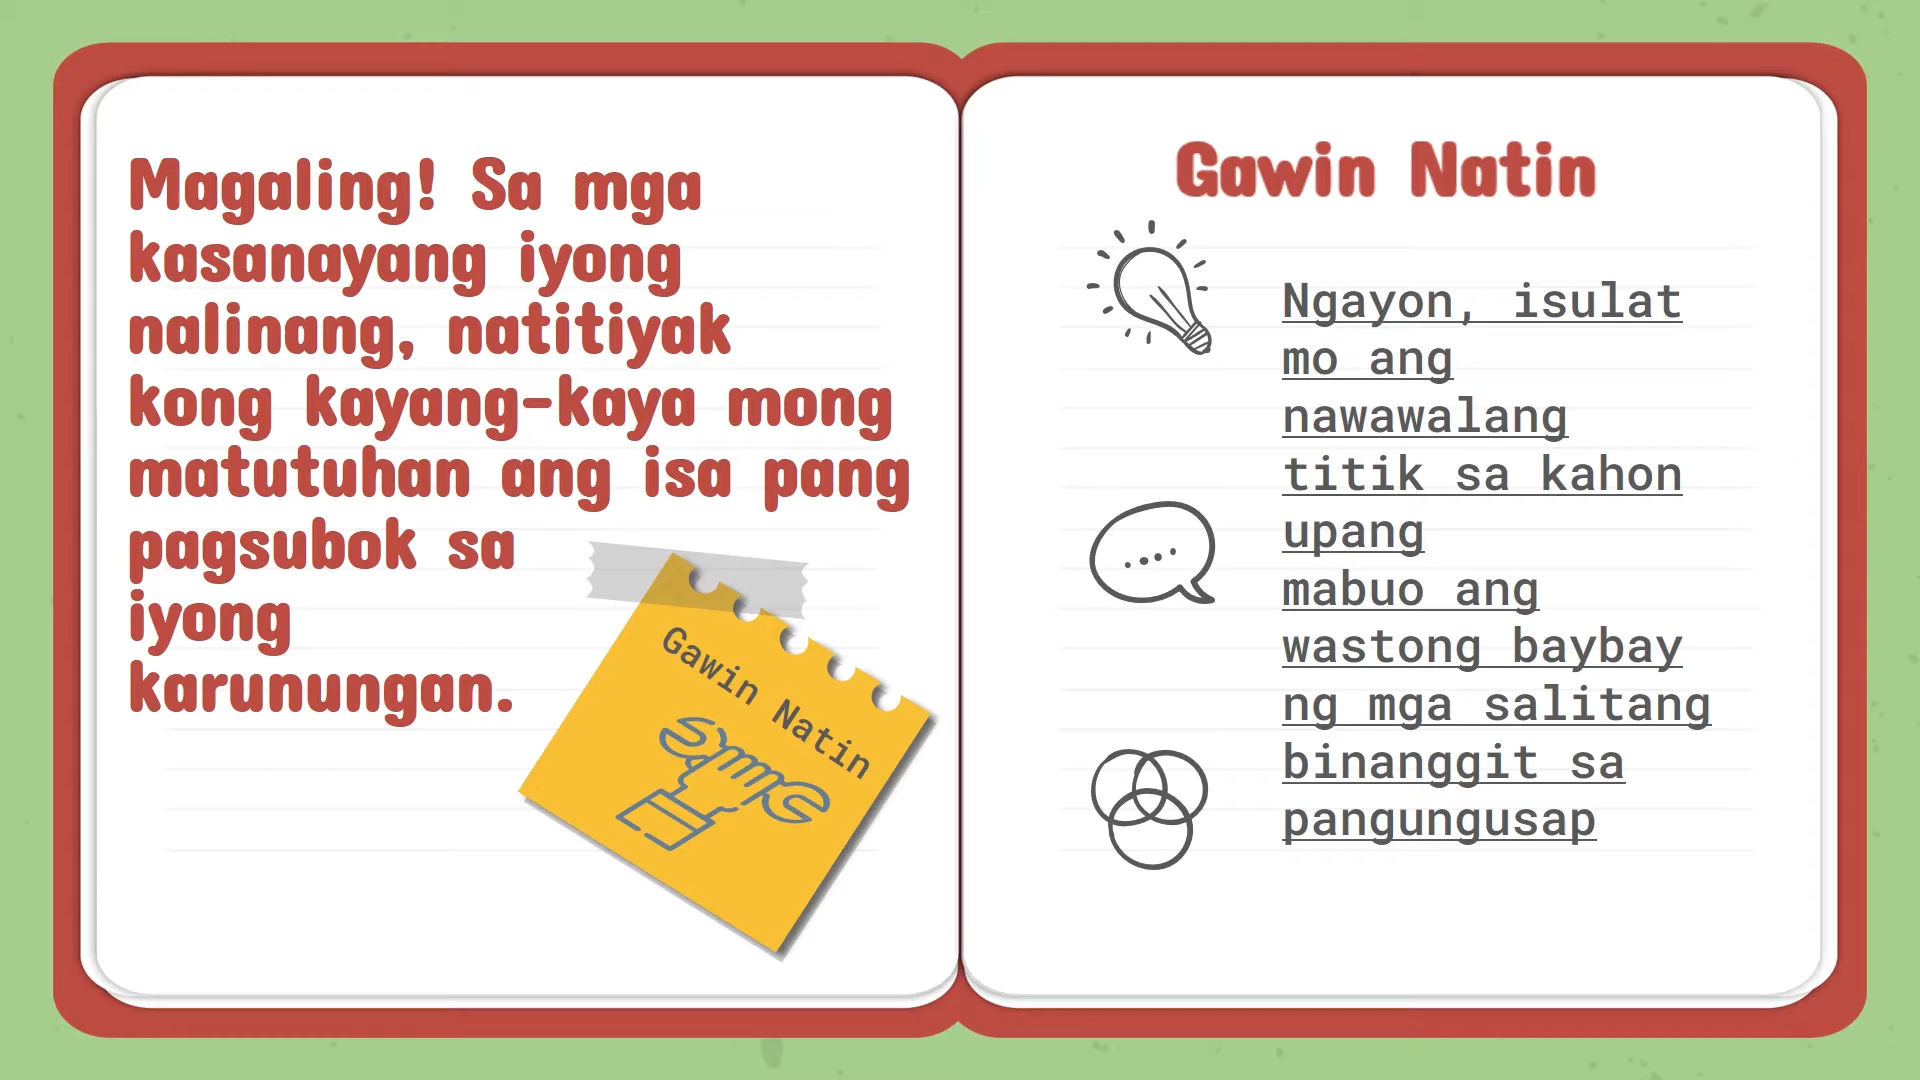 Magaling! Sa mga
kasanayang iyong
nalinang, natitiyak
kong kayang-kaya mong
matutuhan ang isa pang
pagsubok sa
iyong
karunungan.
Gawin Natin
Gawin Natin
Ngayon, isulat
mo ang
nawawalang
titik sa kahon
upang
mabuo ang
wastong baybay
ng mga salitang
binanggit sa
pangungusap